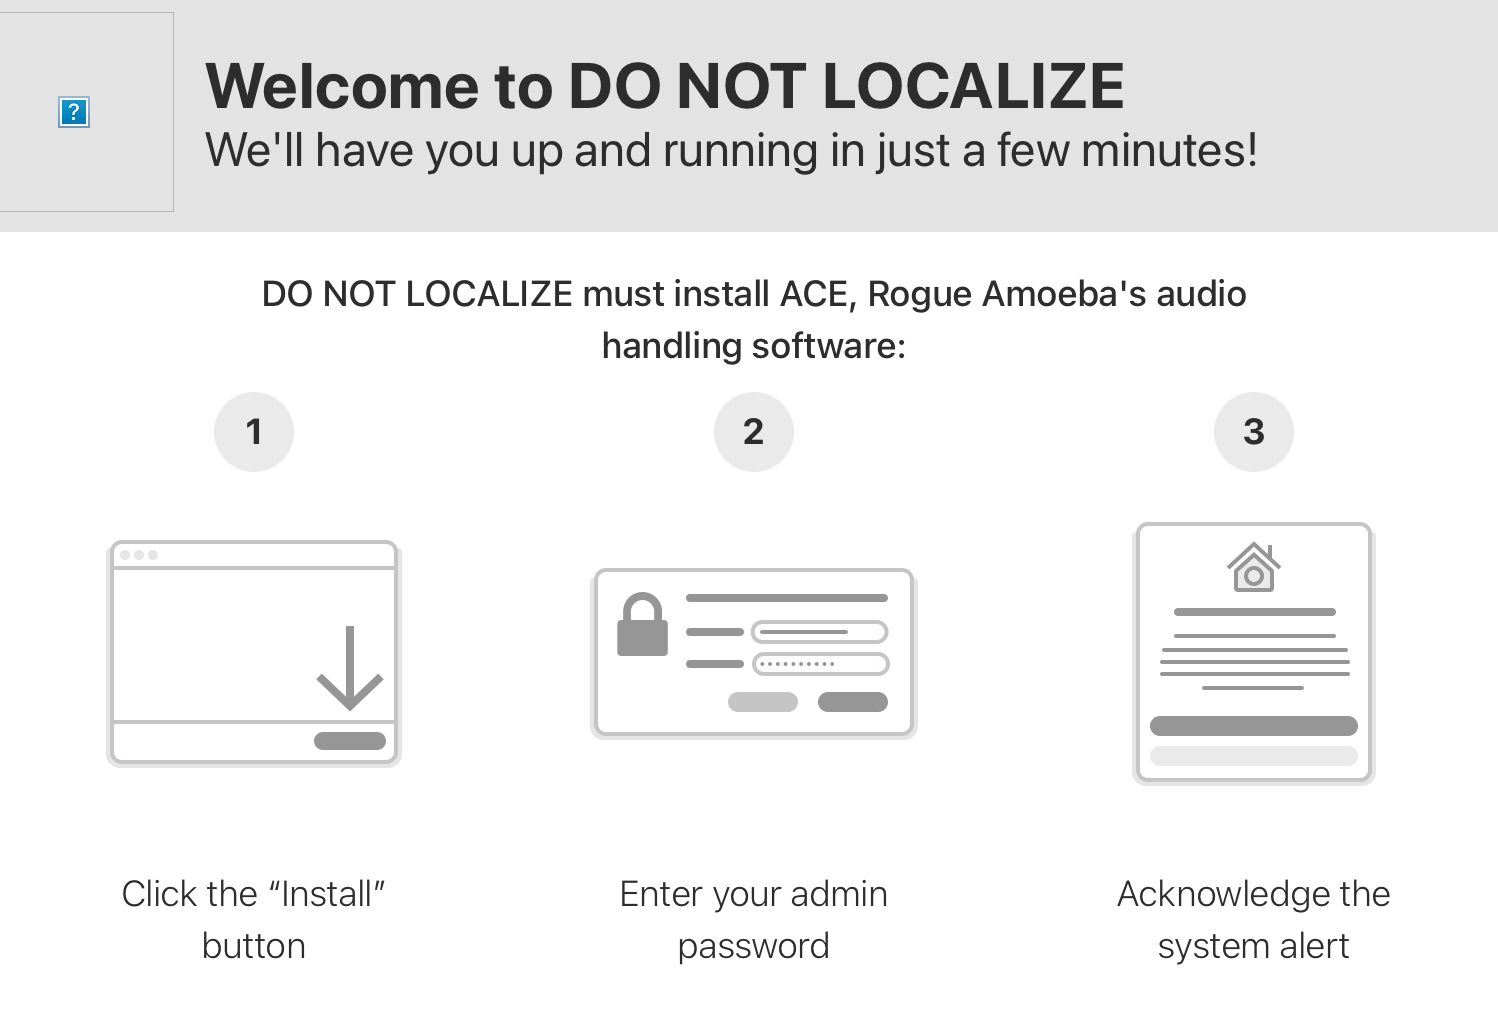 ?
Welcome to DO NOT LOCALIZE
We'll have you up and running in just a few minutes!
DO NOT LOCALIZE must install ACE, Rogue Amoeba's audio
handling software:
1
2
3
Click the “Install”
button
Enter your admin
password
Acknowledge the
system alert